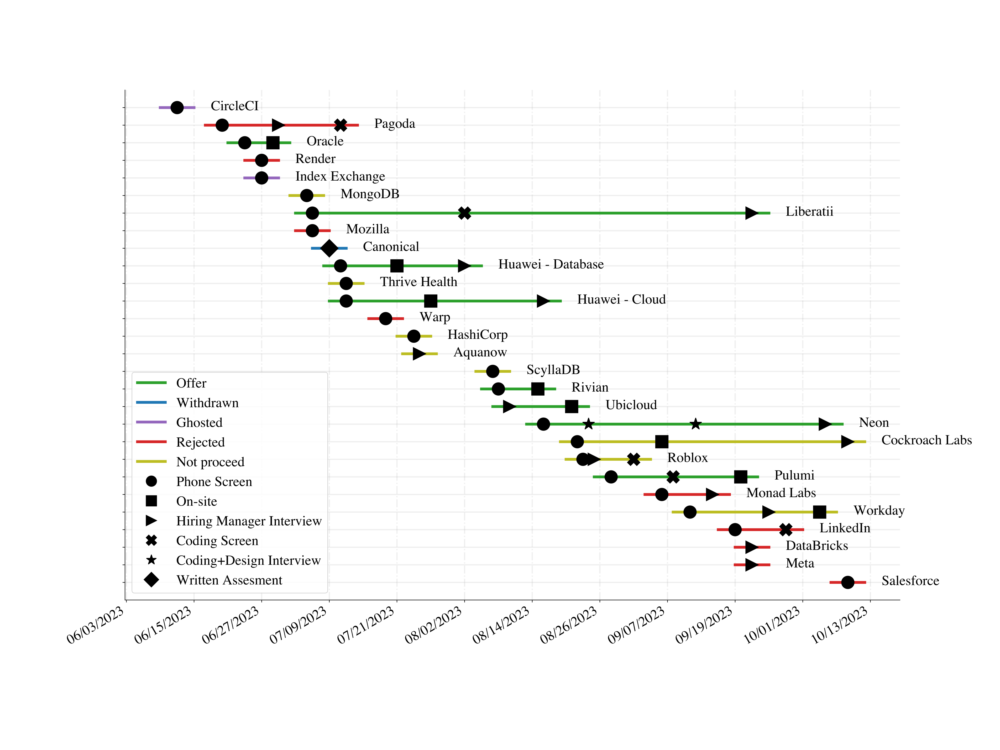 CircleCI
Pagoda
Oracle
Render
Index Exchange
MongoDB
Liberatii
Mozilla
Canonical
Huawei - Database
Thrive Health
Huawei - Cloud
Warp
HashiCorp
Aquanow
ScyllaDB
Rivian
Ubicloud
Neon
Cockroach Labs
Roblox
Pulumi
Monad Labs
Workday
LinkedIn
DataBricks
Meta
Salesforce
Offer
Withdrawn
Ghosted
Rejected
Not proceed
Phone Screen
On-site
Hiring Manager Interview
Coding Screen
Coding+Design Interview
Written Assesment
06/03/2023
06/15/2023
06/27/2023
07/09/2023
07/21/2023
08/02/2023
08/14/2023
08/26/2023
09/07/2023
09/19/2023
10/01/2023
10/13/2023